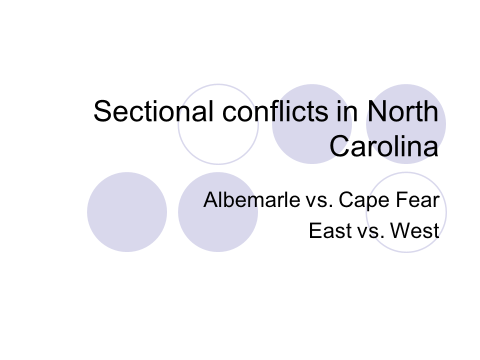 Sectional conflicts in North
Carolina
Albemarle vs. Cape Fear
East vs. West